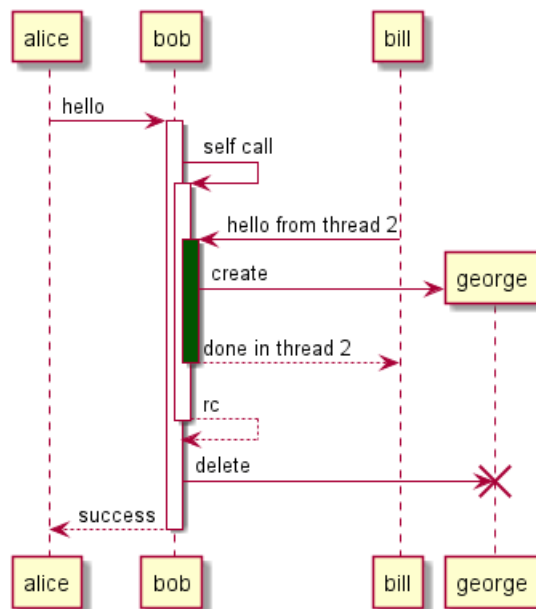 alice
bob
bill
hello
self call
hello from thread 2
create
george
done in thread 2
rc
delete
success
alice
bob
bill
george